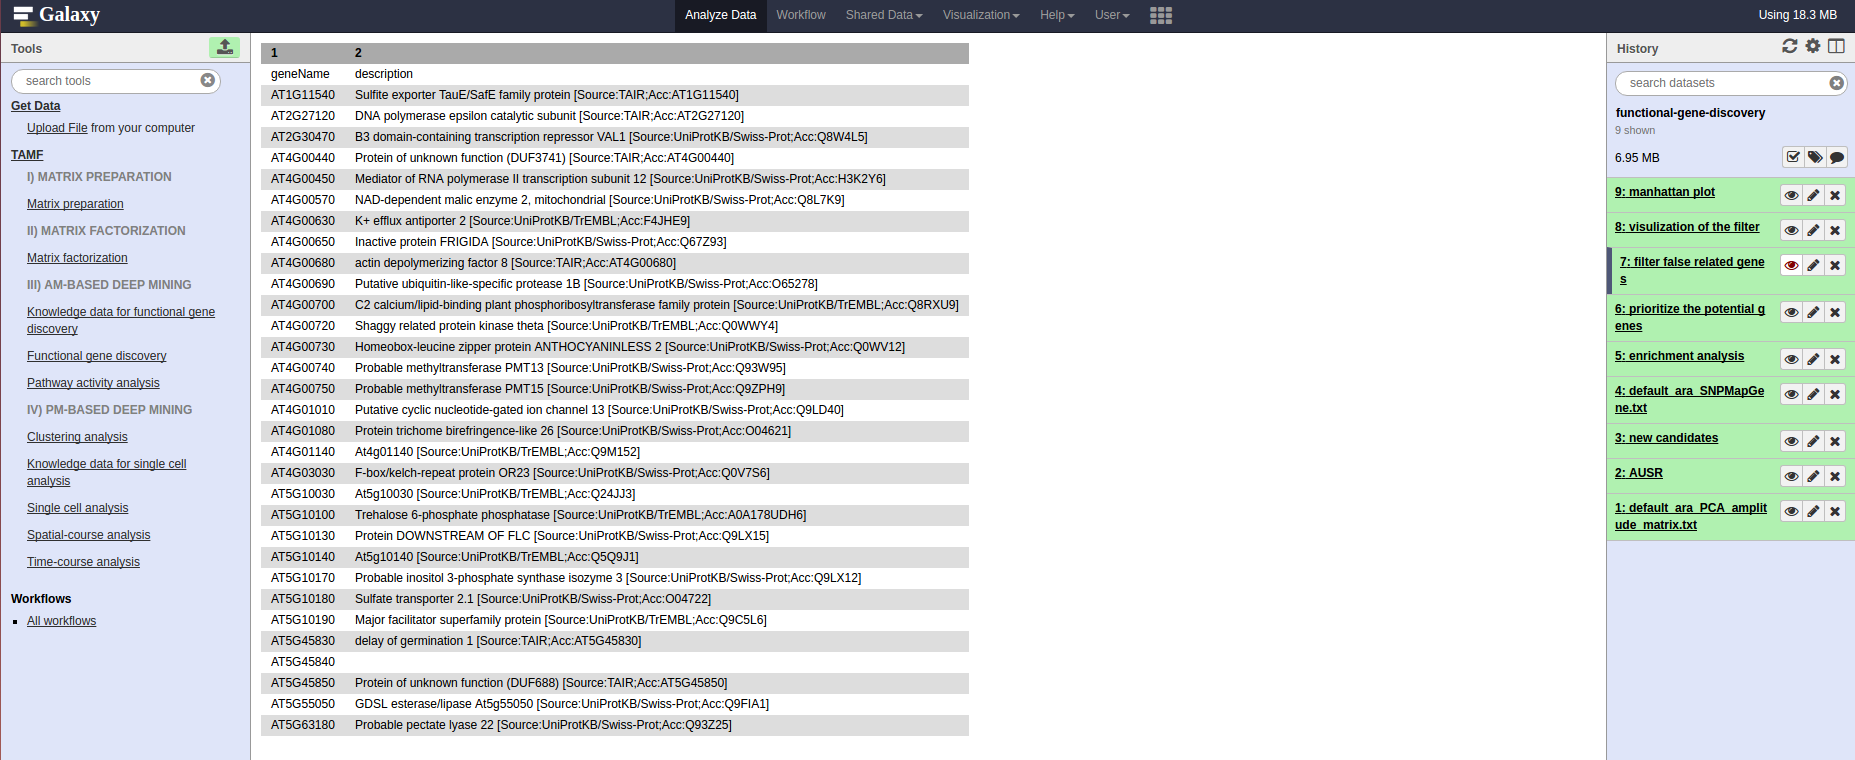 Galaxy
Analyze Data
Workflow
Shared Data
Visualization
Help
User
Using 18.3 MB
Tools
search tools
Get Data
Upload File from your computer
TAMF
I) MATRIX PREPARATION
Matrix preparation
II) MATRIX FACTORIZATION
Matrix factorization
III) AM-BASED DEEP MINING
Knowledge data for functional gene
discovery
Functional gene discovery
Pathway activity analysis
IV) PM-BASED DEEP MINING
Clustering analysis
Knowledge data for single cell
analysis
Single cell analysis
Spatial-course analysis
Time-course analysis
Workflows
All workflows
1 2
geneName description
AT1G11540 Sulfite exporter TauE/SafE family protein [Source:TAIR;Acc:AT1G11540]
AT2G27120 DNA polymerase epsilon catalytic subunit [Source:TAIR;Acc:AT2G27120]
AT2G30470 B3 domain-containing transcription repressor VAL1 [Source:UniProtKB/Swiss-Prot;Acc:Q8W4L5]
AT4G00440 Protein of unknown function (DUF3741) [Source:TAIR;Acc:AT4G00440]
AT4G00450 Mediator of RNA polymerase II transcription subunit 12 [Source:UniProtKB/Swiss-Prot;Acc:H3K2Y6]
AT4G00570 NAD-dependent malic enzyme 2, mitochondrial [Source:UniProtKB/Swiss-Prot;Acc:Q8L7K9]
AT4G00630 K+ efflux antiporter 2 [Source:UniProtKB/TrEMBL;Acc:F4JHE9]
AT4G00650 Inactive protein FRIGIDA [Source:UniProtKB/Swiss-Prot;Acc:Q67Z93]
AT4G00680 actin depolymerizing factor 8 [Source:TAIR;Acc:AT4G00680]
AT4G00690 Putative ubiquitin-like-specific protease 1B [Source:UniProtKB/Swiss-Prot;Acc:O65278]
AT4G00700 C2 calcium/lipid-binding plant phosphoribosyltransferase family protein [Source:UniProtKB/TrEMBL;Acc:Q8RXU9]
AT4G00720 Shaggy related protein kinase theta [Source:UniProtKB/TrEMBL;Acc:Q0WWY4]
AT4G00730 Homeobox-leucine zipper protein ANTHOCYANINLESS 2 [Source:UniProtKB/Swiss-Prot;Acc:Q0WV12]
AT4G00740 Probable methyltransferase PMT13 [Source:UniProtKB/Swiss-Prot;Acc:Q93W95]
AT4G00750 Probable methyltransferase PMT15 [Source:UniProtKB/Swiss-Prot;Acc:Q9ZPH9]
AT4G01010 Putative cyclic nucleotide-gated ion channel 13 [Source:UniProtKB/Swiss-Prot;Acc:Q9LD40]
AT4G01080 Protein trichome birefringence-like 26 [Source:UniProtKB/Swiss-Prot;Acc:O04621]
AT4G01140 At4g01140 [Source:UniProtKB/TrEMBL;Acc:Q9M152]
AT4G03030 F-box/kelch-repeat protein OR23 [Source:UniProtKB/Swiss-Prot;Acc:Q0V7S6]
AT5G10030 At5g10030 [Source:UniProtKB/TrEMBL;Acc:Q24JJ3]
AT5G10100 Trehalose 6-phosphate phosphatase [Source:UniProtKB/TrEMBL;Acc:A0A178UDH6]
AT5G10130 Protein DOWNSTREAM OF FLC [Source:UniProtKB/Swiss-Prot;Acc:Q9LX15]
AT5G10140 At5g10140 [Source:UniProtKB/TrEMBL;Acc:Q5Q9J1]
AT5G10170 Probable inositol 3-phosphate synthase isozyme 3 [Source:UniProtKB/Swiss-Prot;Acc:Q9LX12]
AT5G10180 Sulfate transporter 2.1 [Source:UniProtKB/Swiss-Prot;Acc:O04722]
AT5G10190 Major facilitator superfamily protein [Source:UniProtKB/TrEMBL;Acc:Q9C5L6]
AT5G45830 delay of germination 1 [Source:TAIR;Acc:AT5G45830]
AT5G45840
AT5G45850 Protein of unknown function (DUF688) [Source:TAIR;Acc:AT5G45850]
AT5G55050 GDSL esterase/lipase At5g55050 [Source:UniProtKB/Swiss-Prot;Acc:Q9FIA1]
AT5G63180 Probable pectate lyase 22 [Source:UniProtKB/Swiss-Prot;Acc:Q93Z25]
History
search datasets
functional-gene-discovery
9 shown
6.95 MB
9: manhattan plot
8: visulization of the filter
7: filter false related gene
s
6: prioritize the potential g
enes
5: enrichment analysis
4: default_ara_SNPMapGe
ne.txt
3: new candidates
2: AUSR
1: default_ara_PCA_amplit
ude_matrix.txt